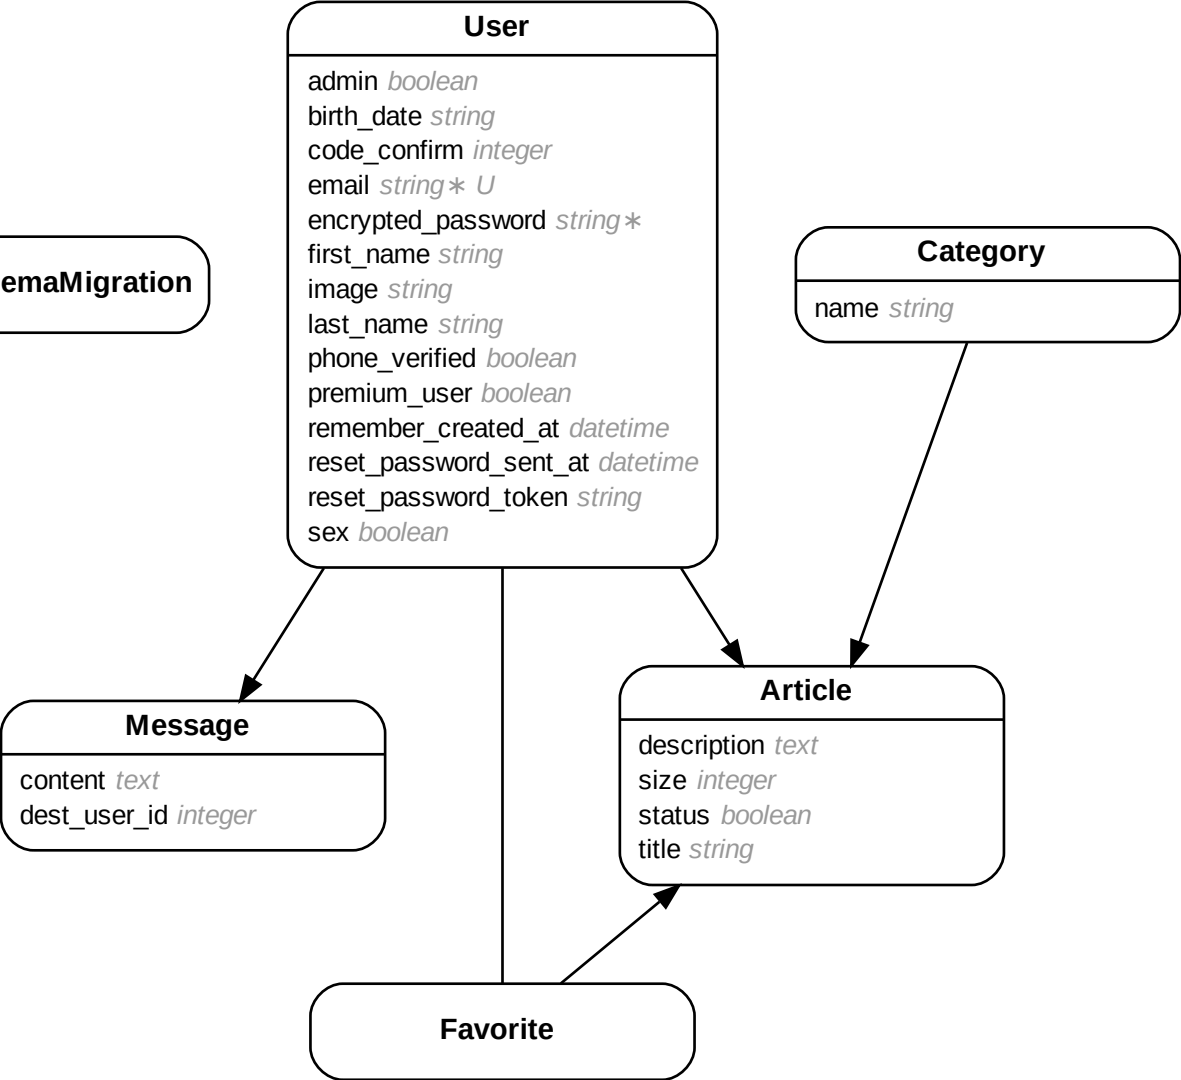 User
admin boolean
birth_date string
code_confirm integer
email string∗ U
encrypted_password string∗
first_name string
image string
last_name string
phone_verified boolean
premium_user boolean
remember_created_at datetime
reset_password_sent_at datetime
reset_password_token string
sex boolean
emaMigration
Category
name string
Message
content text
dest_user_id integer
Article
description text
size integer
status boolean
title string
Favorite